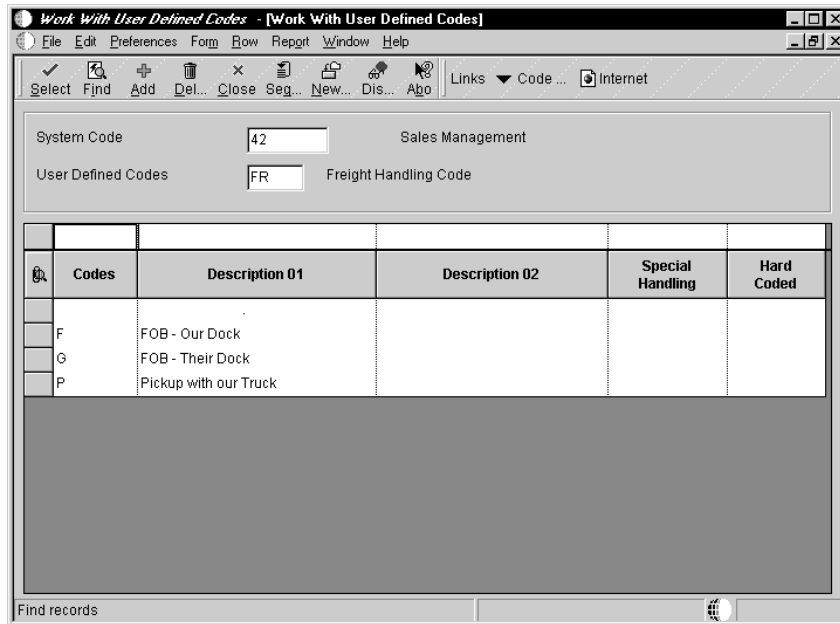 Work With User Defined Codes - [Work With User Defined Codes]
File Edit Preferences Form Row Report Window Help
Select Find Add Del... Close Seq... New... Dis... Abo Links Code ... Internet
System Code 42 Sales Management
User Defined Codes FR Freight Handling Code
Codes Description 01 Description 02 Special Handling Hard Coded
.
F FOB - Our Dock
G FOB - Their Dock
P Pickup with our Truck
Find records